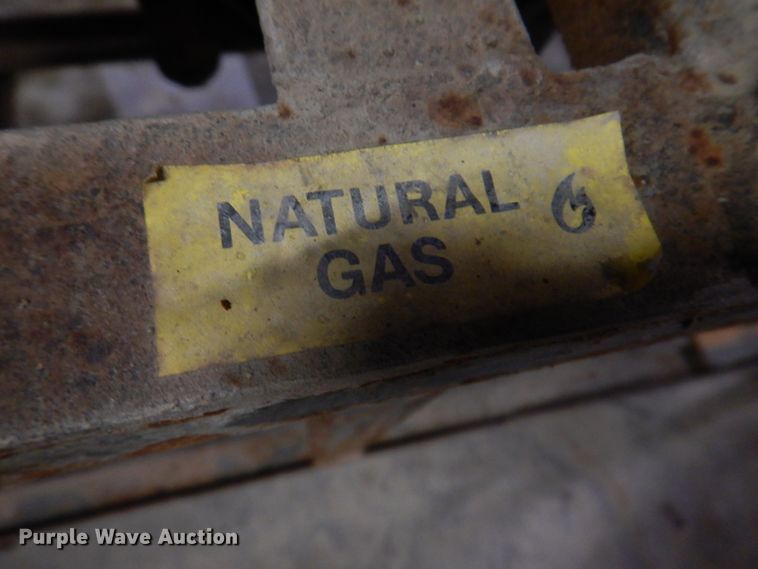 NATURAL
GAS
Purple Wave Auction